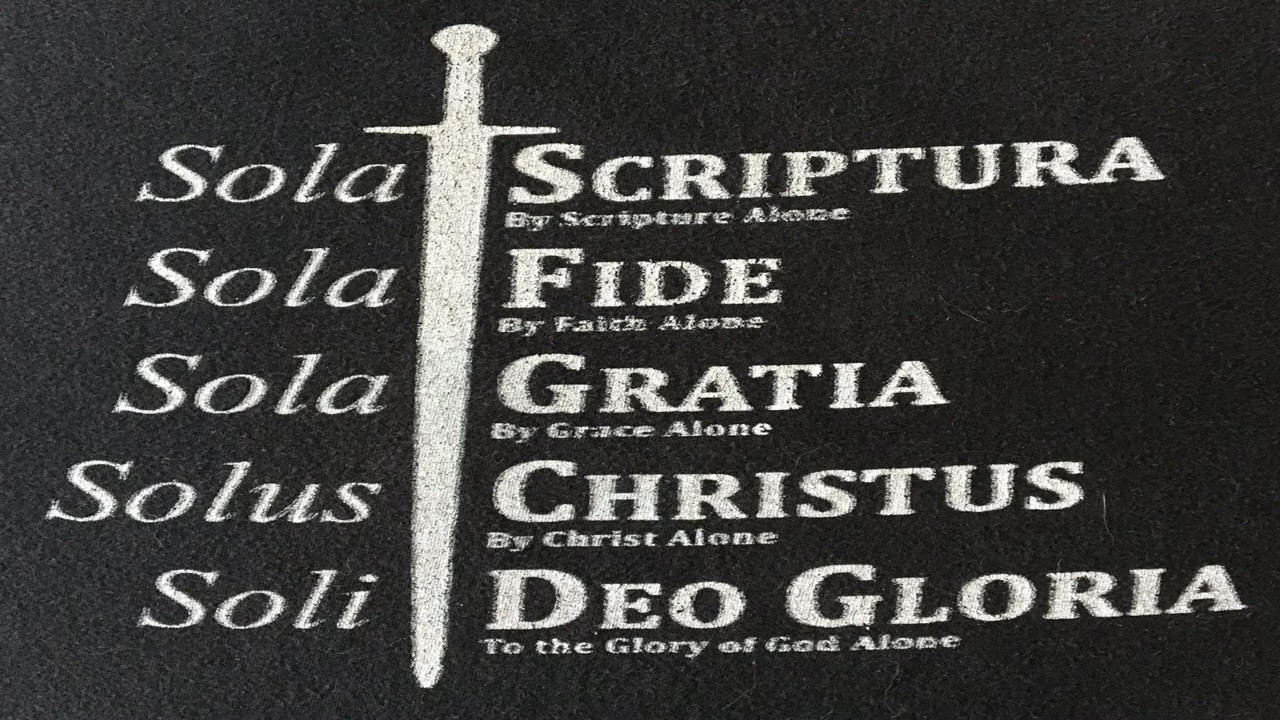 Sola SCRIPTURA
By Scripture Alone
Sola FIDE
By Faith Alone
Sola GRATIA
By Grace Alone
Solus CHRISTUS
By Christ Alone
Soli DEO GLORIA
To the Glory of God Alone